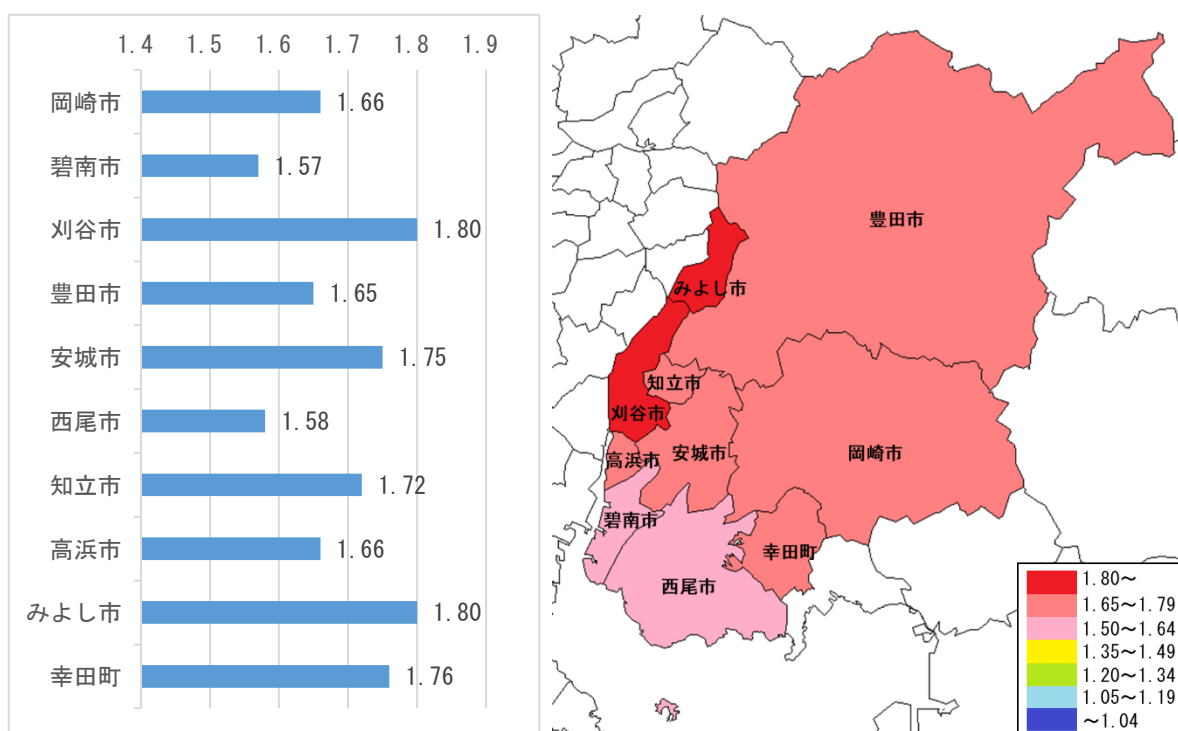 1.4 1.5 1.6 1.7 1.8 1.9
岡崎市 1.66
碧南市 1.57
刈谷市 1.80
豊田市 1.65
安城市 1.75
西尾市 1.58
知立市 1.72
高浜市 1.66
みよし市 1.80
幸田町 1.76
豊田市
みよし市
知立市
刈谷市
高浜市 安城市 岡崎市
碧南市
幸田町
西尾市
1.80～
1.65～1.79
1.50～1.64
1.35～1.49
1.20～1.34
1.05～1.19
～1.04